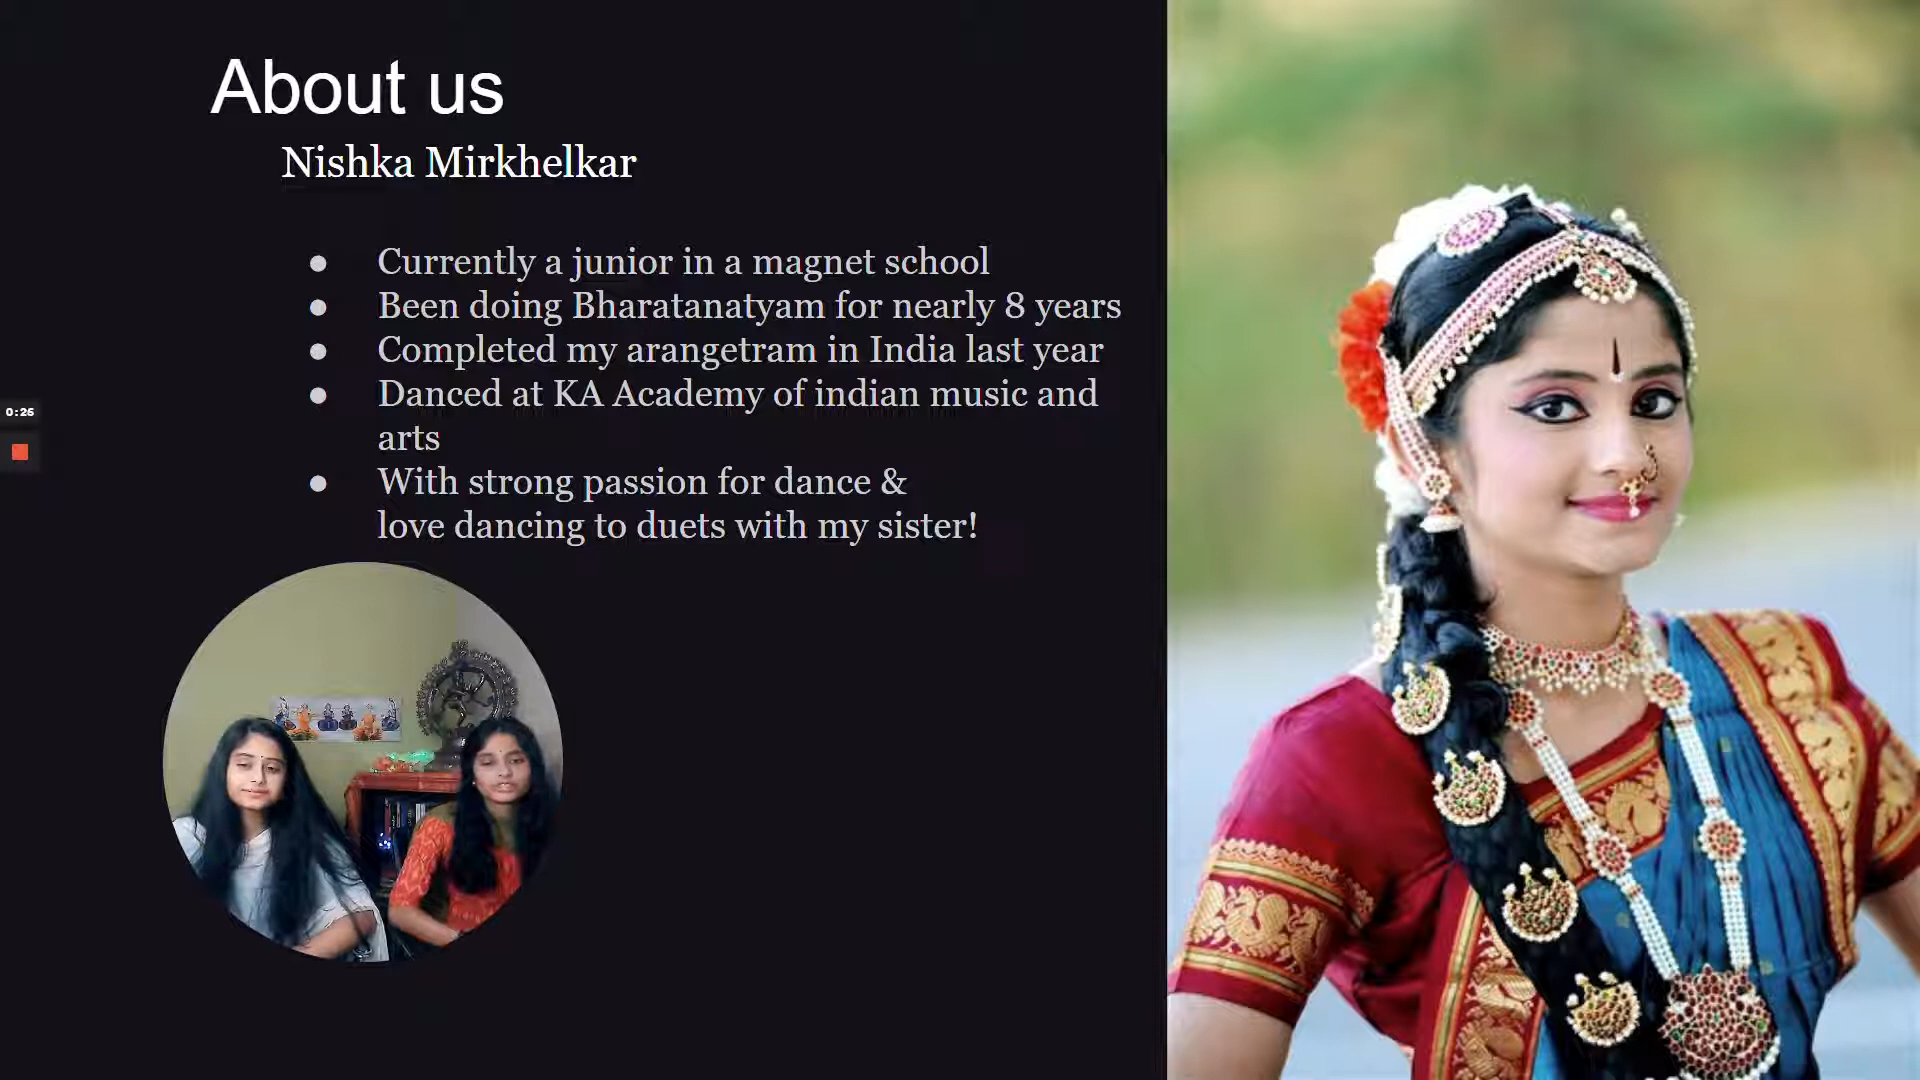 About us
Nishka Mirkhelkar
● Currently a junior in a magnet school
● Been doing Bharatanatyam for nearly 8 years
● Completed my arangetram in India last year
● Danced at KA Academy of indian music and
arts
● With strong passion for dance &
love dancing to duets with my sister!
0:26